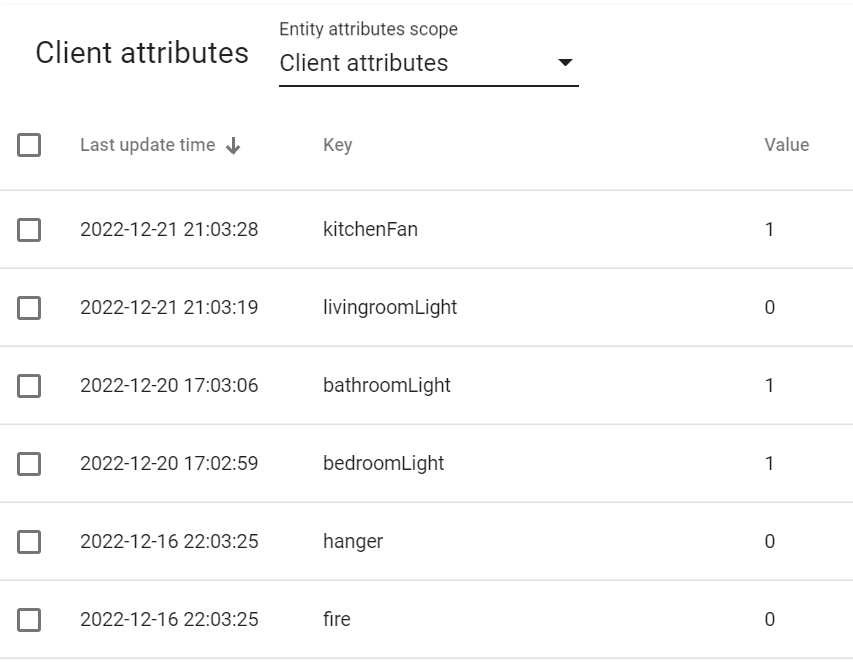 Client attributes
Entity attributes scope
Client attributes
Last update time Key Value
2022-12-21 21:03:28 kitchenFan 1
2022-12-21 21:03:19 livingroomLight 0
2022-12-20 17:03:06 bathroomLight 1
2022-12-20 17:02:59 bedroomLight 1
2022-12-16 22:03:25 hanger 0
2022-12-16 22:03:25 fire 0